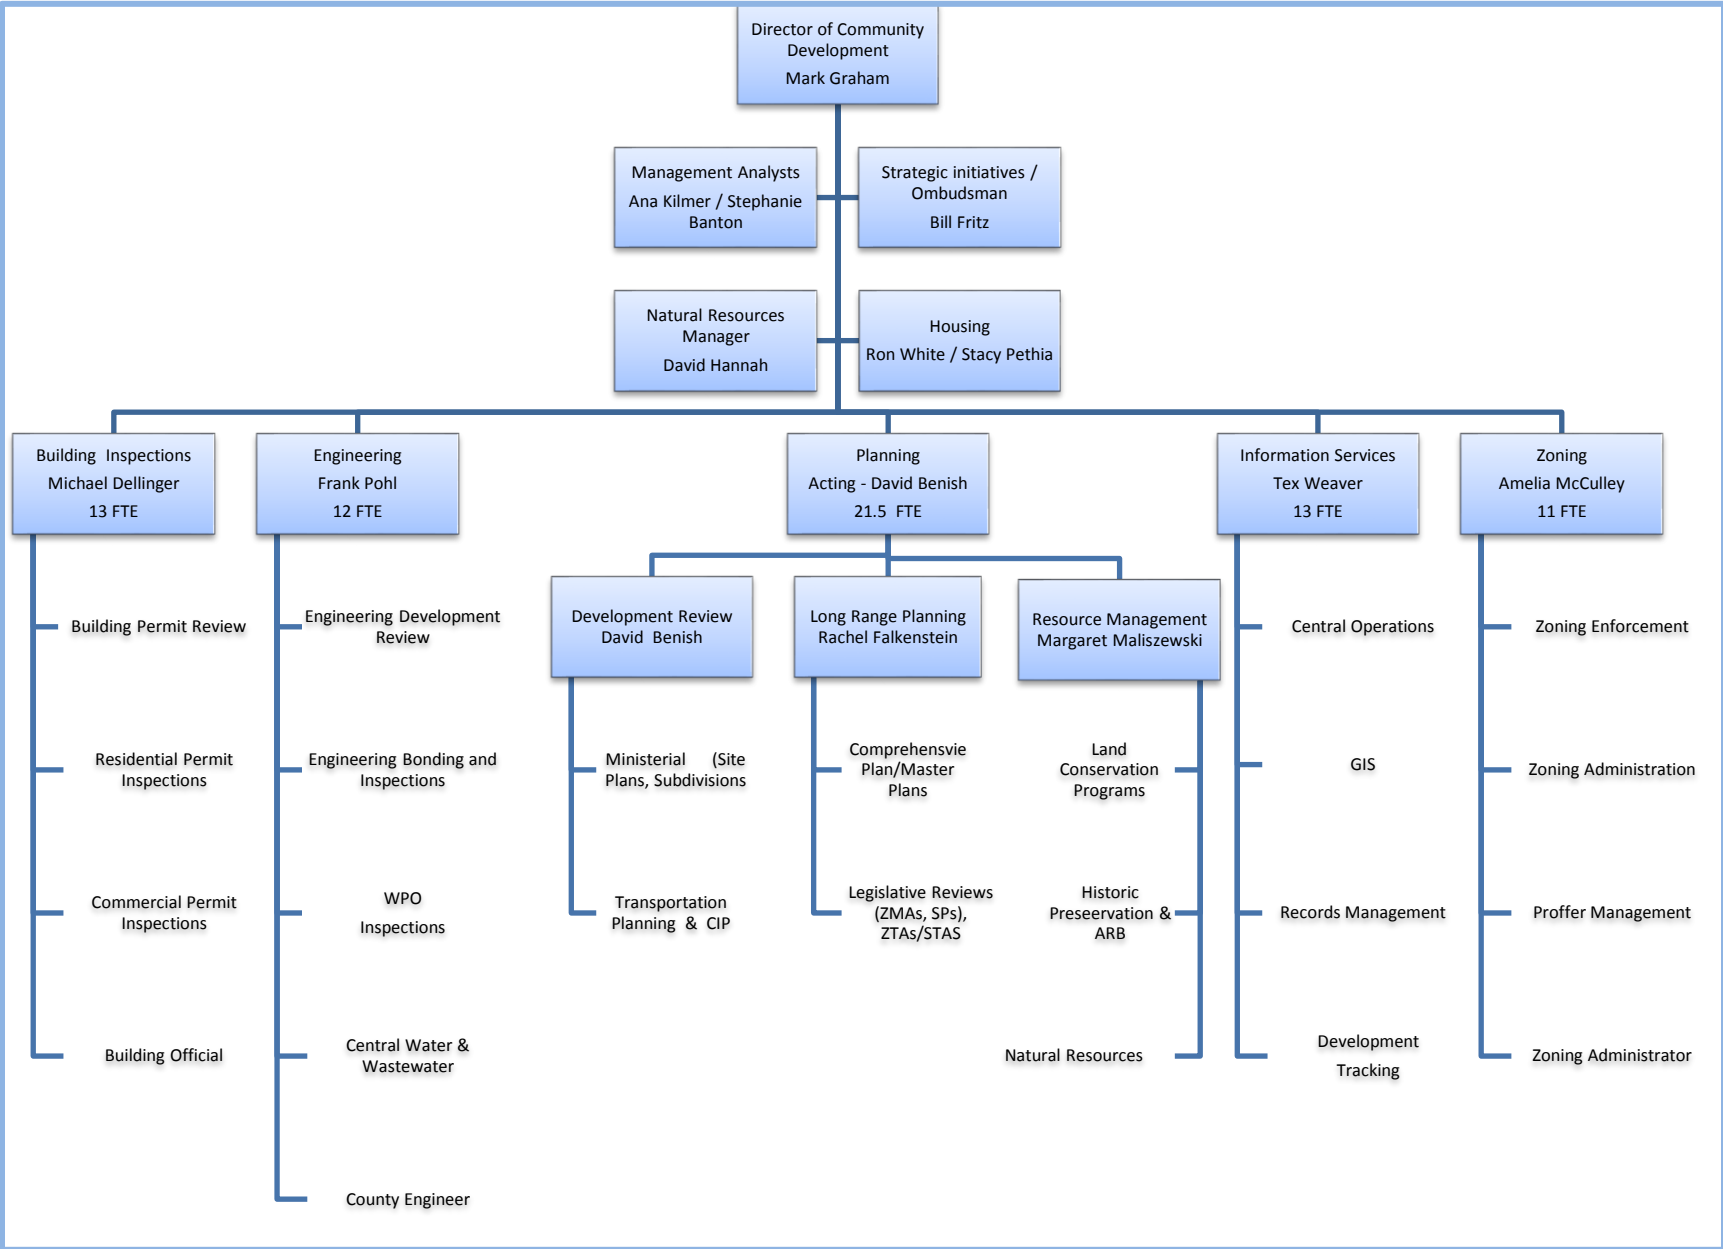 Director of Community
Development
Mark Graham
Management Analysts
Ana Kilmer / Stephanie
Banton
Strategic initiatives /
Ombudsman
Bill Fritz
Natural Resources
Manager
David Hannah
Housing
Ron White / Stacy Pethia
Building Inspections
Michael Dellinger
13 FTE
Engineering
Frank Pohl
12 FTE
Planning
Acting - David Benish
21.5 FTE
Information Services
Tex Weaver
13 FTE
Zoning
Amelia McCulley
11 FTE
Building Permit Review
Residential Permit
Inspections
Commercial Permit
Inspections
Building Official
Engineering Development
Review
Engineering Bonding and
Inspections
WPO
Inspections
Central Water &
Wastewater
County Engineer
Development Review
David Benish
Ministerial (Site
Plans, Subdivisions
Transportation
Planning & CIP
Long Range Planning
Rachel Falkenstein
Comprehensvie
Plan/Master
Plans
Legislative Reviews
(ZMAs, SPs),
ZTAs/STAS
Resource Management
Margaret Maliszewski
Land
Conservation
Programs
Historic
Preseervation &
ARB
Natural Resources
Central Operations
GIS
Records Management
Development
Tracking
Zoning Enforcement
Zoning Administration
Proffer Management
Zoning Administrator